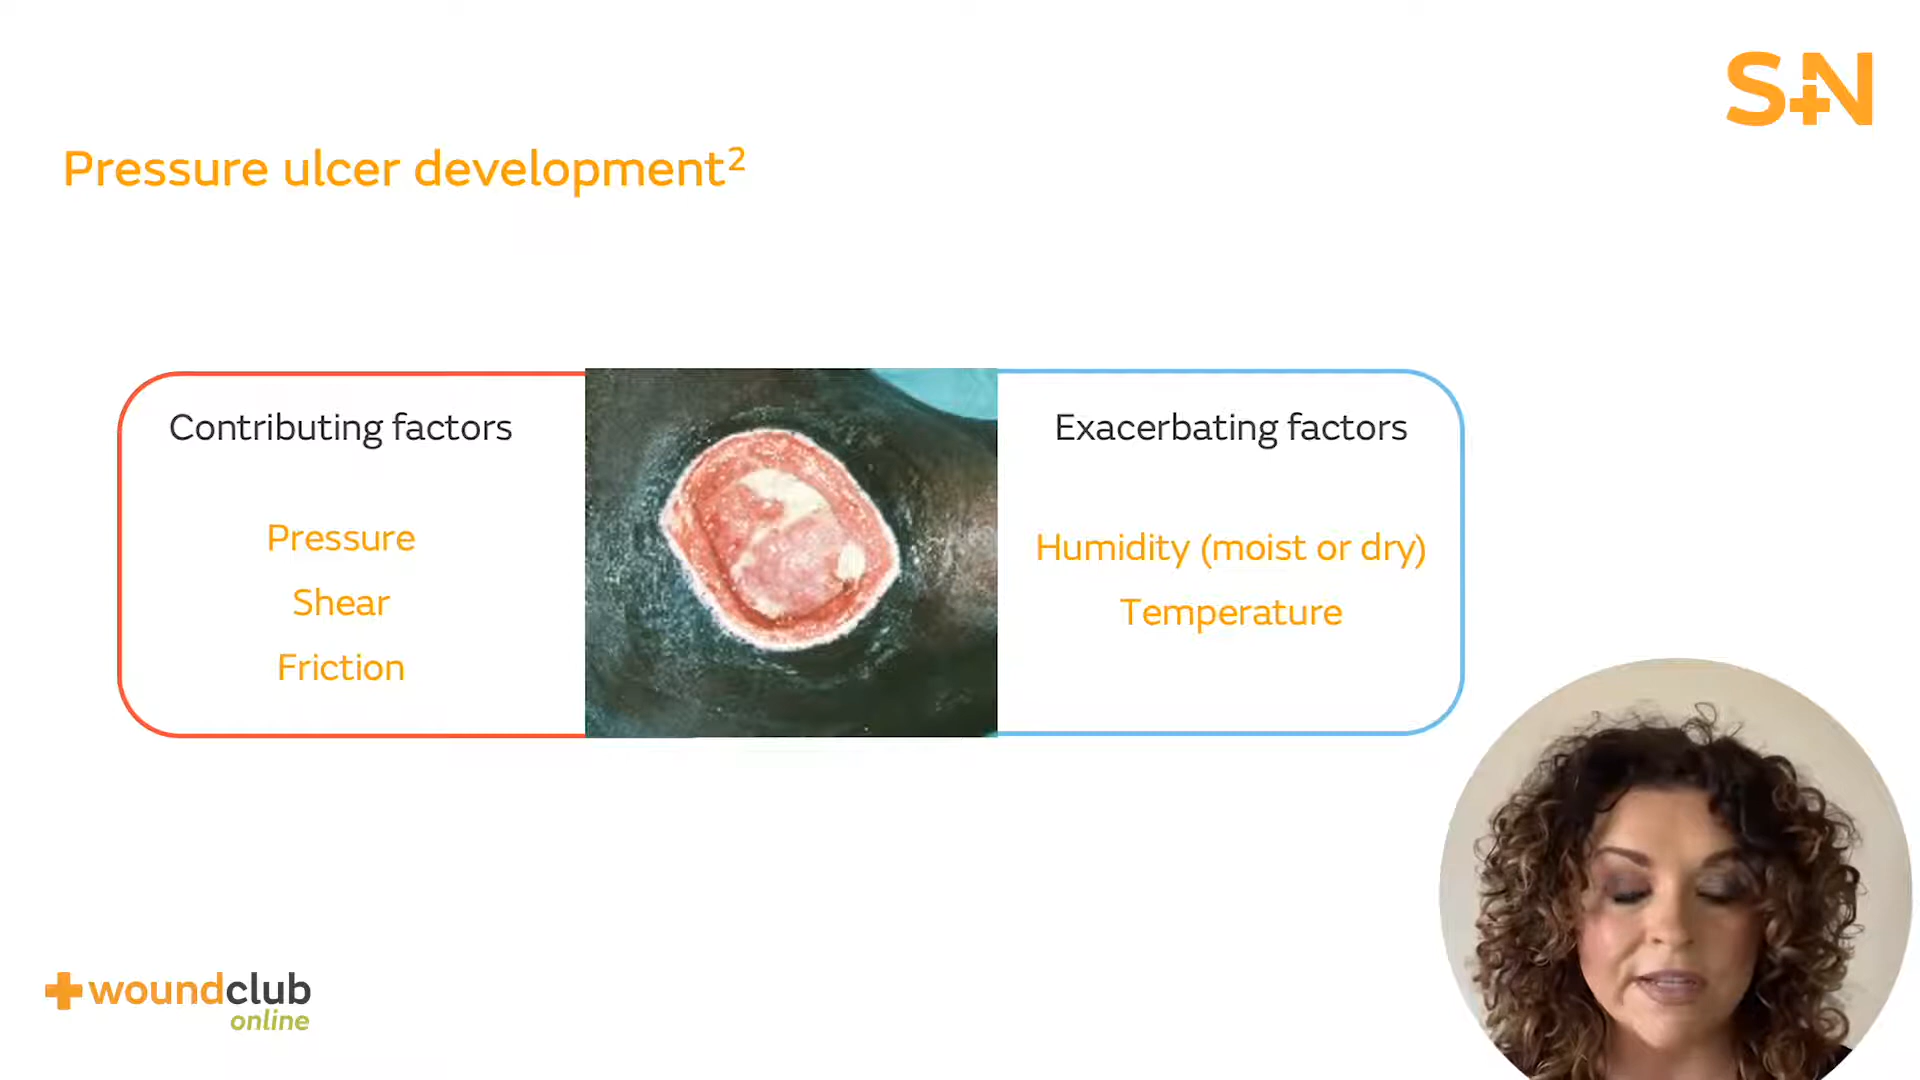 S+N
Pressure ulcer development²
Contributing factors
Pressure
Shear
Friction
Exacerbating factors
Humidity (moist or dry)
Temperature
woundclub
online